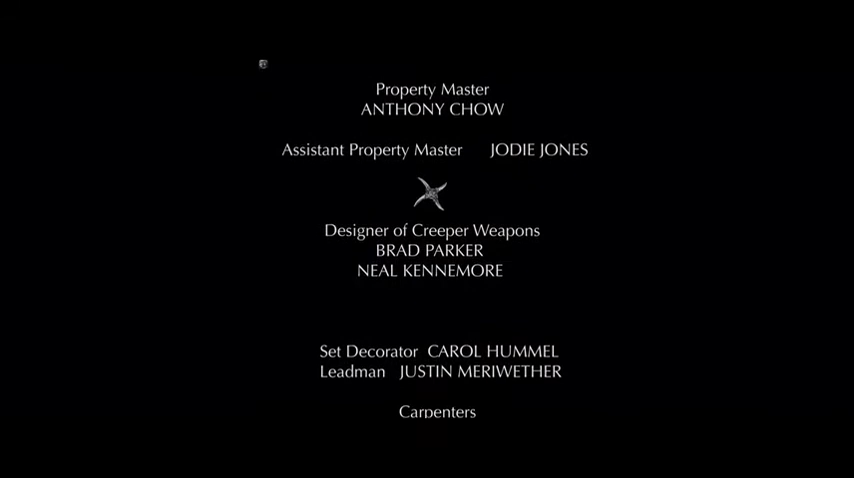 Property Master
ANTHONY CHOW
Assistant Property Master JODIE JONES
Designer of Creeper Weapons
BRAD PARKER
NEAL KENNEMORE
Set Decorator CAROL HUMMEL
Leadman JUSTIN MERIWETHER
Carpenters